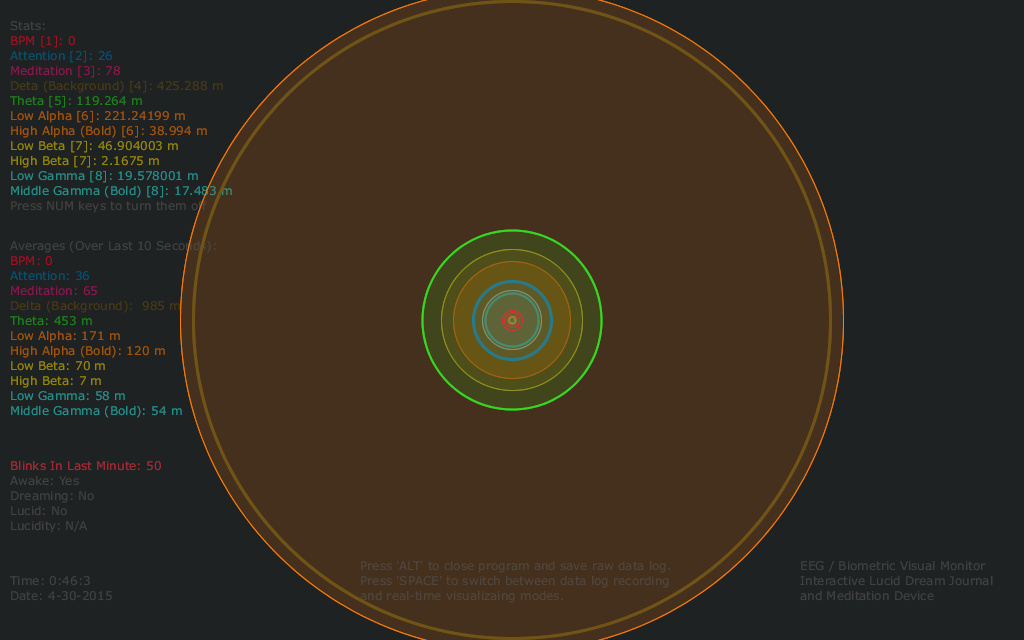 Stats:
BPM [1]: 0
Attention [2]: 26
Meditation [3]: 78
Deta (Background) [4]: 425.288 m
Theta [5]: 119.264 m
Low Alpha [6]: 221.24199 m
High Alpha (Bold) [6]: 38.994 m
Low Beta [7]: 46.904003 m
High Beta [7]: 2.1675 m
Low Gamma [8]: 19.578001 m
Middle Gamma (Bold) [8]: 17.483 m
Press NUM keys to turn them off
Averages (Over Last 10 Seconds):
BPM: 0
Attention: 36
Meditation: 65
Delta (Background):  985 m
Theta: 453 m
Low Alpha: 171 m
High Alpha (Bold): 120 m
Low Beta: 70 m
High Beta: 7 m
Low Gamma: 58 m
Middle Gamma (Bold): 54 m
Blinks In Last Minute: 50
Awake: Yes
Dreaming: No
Lucid: No
Lucidity: N/A
Time: 0:46:3
Date: 4-30-2015
Press 'ALT' to close program and save raw data log.
Press 'SPACE' to switch between data log recording
and real-time visualizaing modes.
EEG / Biometric Visual Monitor
Interactive Lucid Dream Journal
and Meditation Device